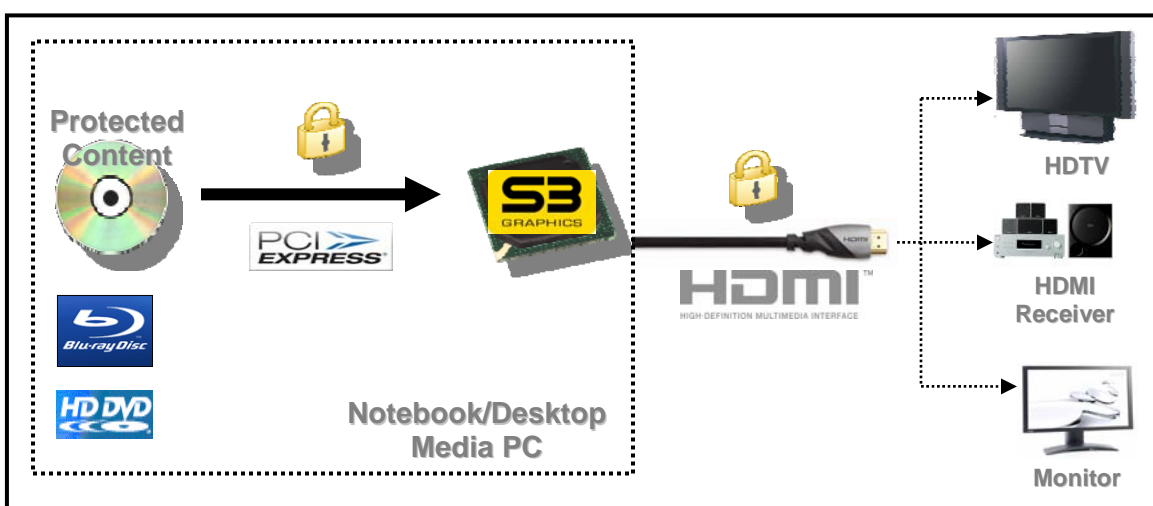 Protected
Content
PCI
EXPRESS®
S3
GRAPHICS
Blu-ray Disc
HD DVD
Notebook/Desktop
Media PC
HDMI
HDMI™
HIGH-DEFINITION MULTIMEDIA INTERFACE
HDTV
HDMI
Receiver
Monitor